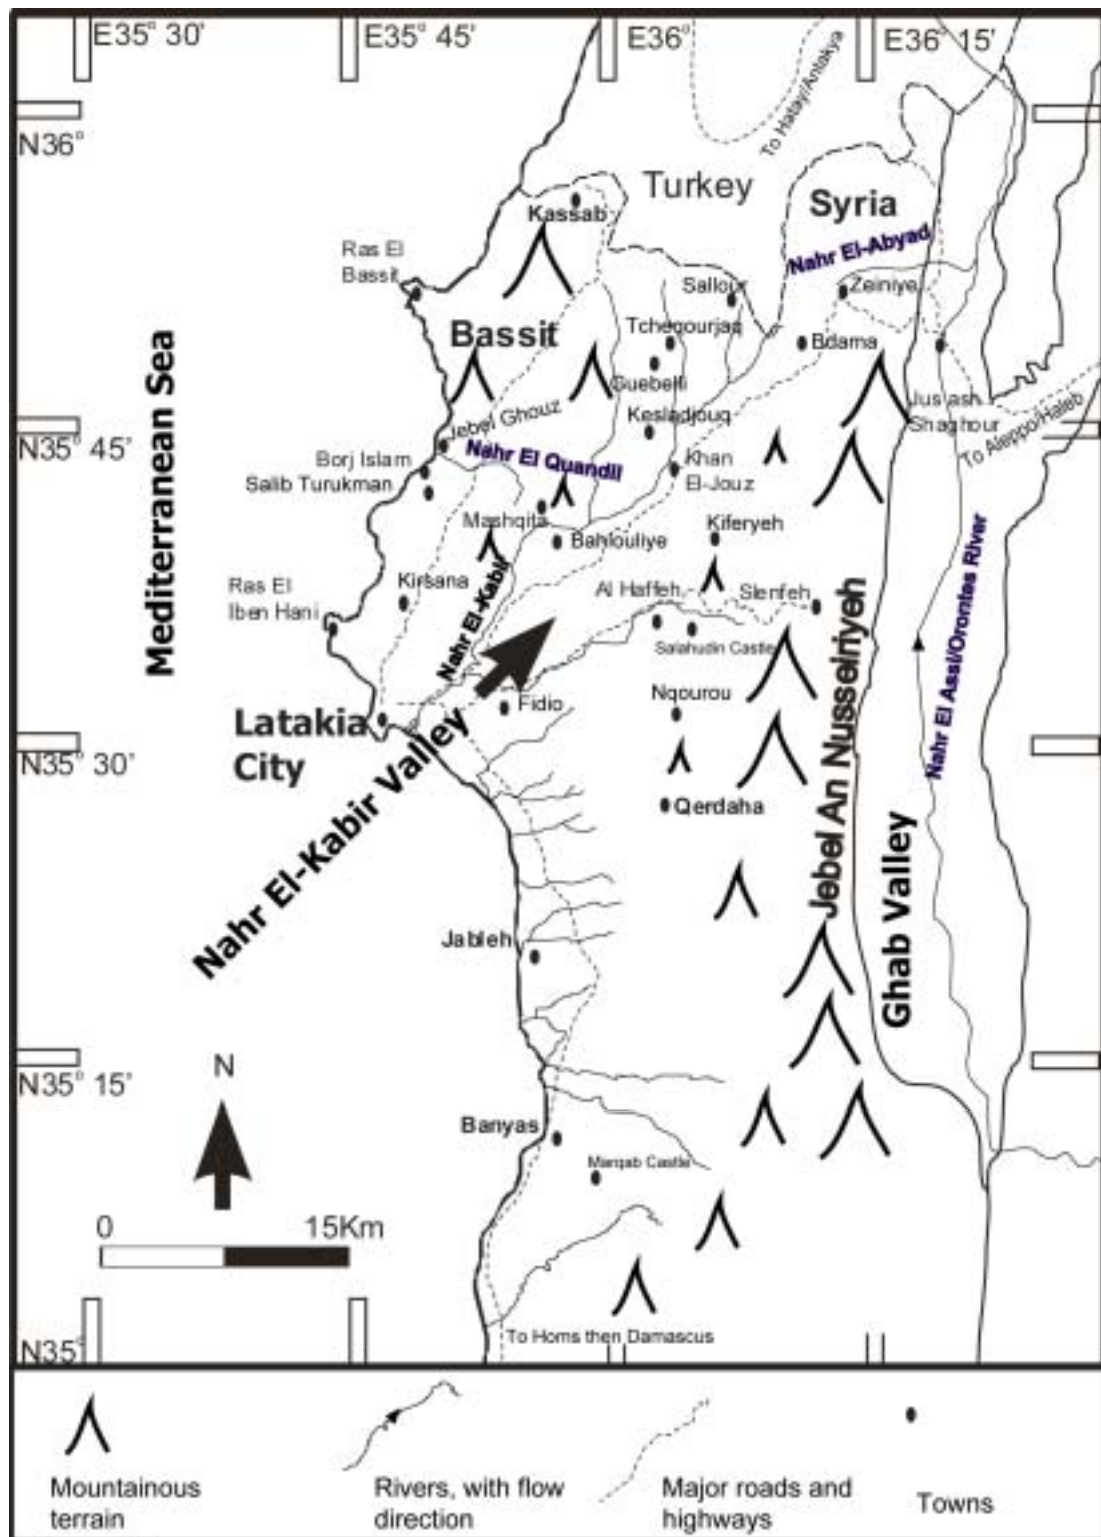 E35° 30'
E35° 45'
E36°
E36° 15'
N36°
To Hatay/Antakya
Turkey
Syria
Kassab
Nahr El-Abyad
Ras El
Bassit
Sallour
Zeiniye
Bassit
Tcheqourjaq
Bdama
Guebelli
Jus ash
Shaghour
Mediterranean Sea
Jebel Ghouz
Kesladjouq
To Aleppo/Haleb
N35° 45'
Nahr El Quandil
Borj Islam
Khan
El-Jouz
Salib Turukman
Mashqita
Kiferyeh
Bahlouliye
Nahr El Assi/Orontes River
Ras El
Iben Hani
Kirsana
Nahr El-Kabir
Al Haffeh
Slenfeh
Salahudin Castle
Jebel An Nusseiriyeh
Nqourou
Fidio
Latakia
City
N35° 30'
Nahr El-Kabir Valley
Qerdaha
Ghab Valley
Jableh
N
N35° 15'
Banyas
Marqab Castle
0
15Km
To Homs then Damascus
N35°
Mountainous
terrain
Rivers, with flow
direction
Major roads and
highways
Towns